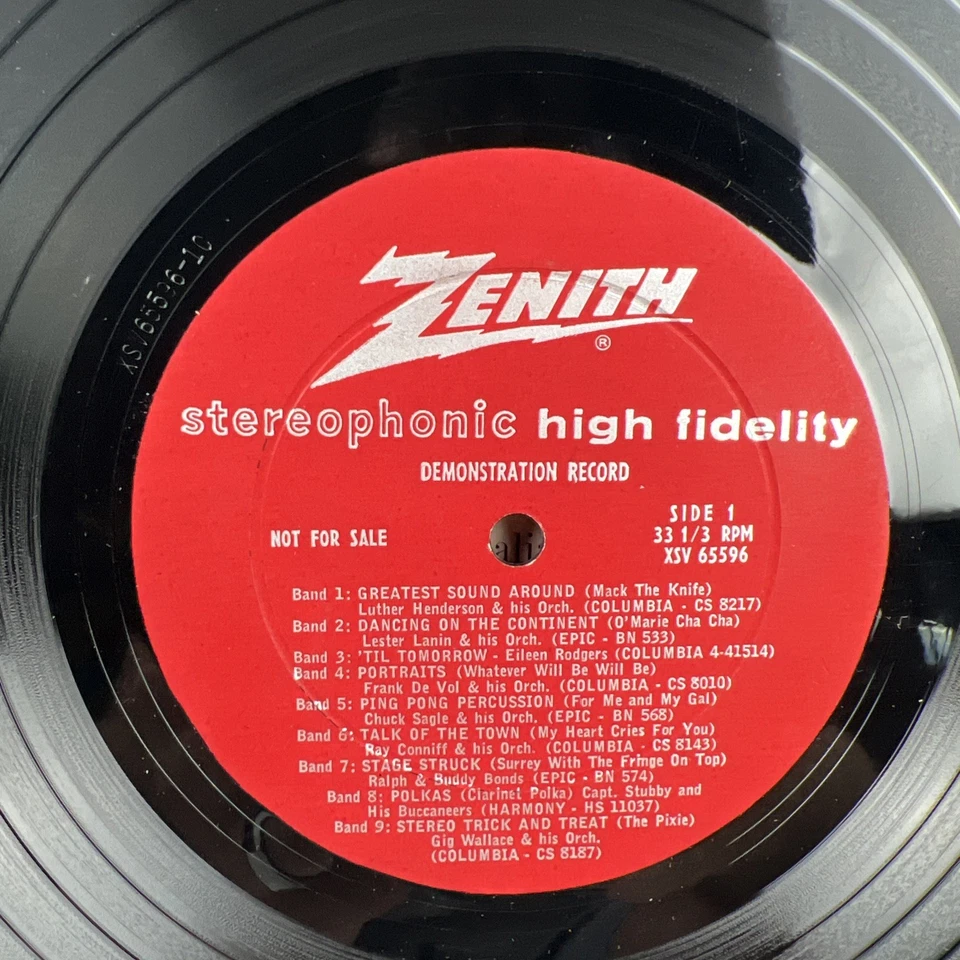 XSV65596-10
ZENITH
®
stereophonic high fidelity
DEMONSTRATION RECORD
NOT FOR SALE
SIDE 1
33 1/3 RPM
XSV 65596
Band 1: GREATEST SOUND AROUND (Mack The Knife)
Luther Henderson & his Orch. (COLUMBIA - CS 8217)
Band 2: DANCING ON THE CONTINENT (O'Marie Cha Cha)
Lester Lanin & his Orch. (EPIC - BN 533)
Band 3: 'TIL TOMORROW - Eileen Rodgers (COLUMBIA 4-41514)
Band 4: PORTRAITS (Whatever Will Be Will Be)
Frank De Vol & his Orch. (COLUMBIA - CS 8010)
Band 5: PING PONG PERCUSSION (For Me and My Gal)
Chuck Sagle & his Orch. (EPIC - BN 568)
Band 6: TALK OF THE TOWN (My Heart Cries For You)
Ray Conniff & his Orch. (COLUMBIA - CS 8143)
Band 7: STAGE STRUCK (Surrey With The Fringe On Top)
Ralph & Buddy Bonds (EPIC - BN 574)
Band 8: POLKAS (Clarinet Polka) Capt. Stubby and
His Buccaneers (HARMONY - HS 11037)
Band 9: STEREO TRICK AND TREAT (The Pixie)
Gig Wallace & his Orch.
(COLUMBIA - CS 8187)